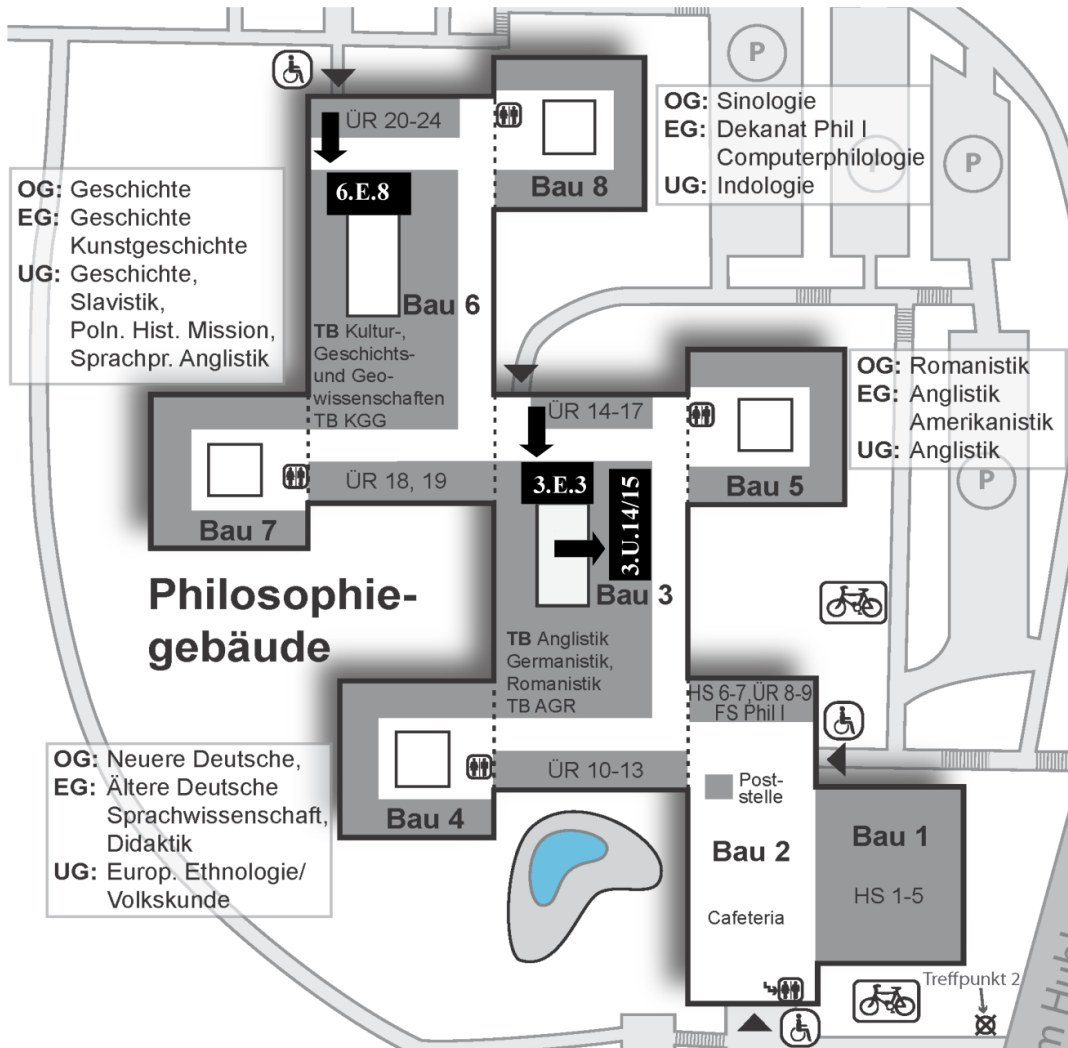 P
ÜR 20-24
OG: Sinologie
EG: Dekanat Phil I
Computerphilologie
UG: Indologie
P
P
P
Bau 8
6.E.8
OG: Geschichte
EG: Geschichte
Kunstgeschichte
UG: Geschichte,
Slavistik,
Poln. Hist. Mission,
Sprachpr. Anglistik
Bau 6
TB Kultur-,
Geschichts-
und Geo-
wissenschaften
TB KGG
OG: Romanistik
EG: Anglistik
Amerikanistik
UG: Anglistik
P
ÜR 14-17
Bau 5
ÜR 18, 19
3.E.3
3.U.14/15
Bau 7
Bau 3
Philosophie-
gebäude
TB Anglistik
Germanistik,
Romanistik
TB AGR
HS 6-7,ÜR 8-9
FS Phil I
OG: Neuere Deutsche,
EG: Ältere Deutsche
Sprachwissenschaft,
Didaktik
UG: Europ. Ethnologie/
Volkskunde
ÜR 10-13
Bau 4
Post-
stelle
Bau 2
Cafeteria
Bau 1
HS 1-5
Treffpunkt 2